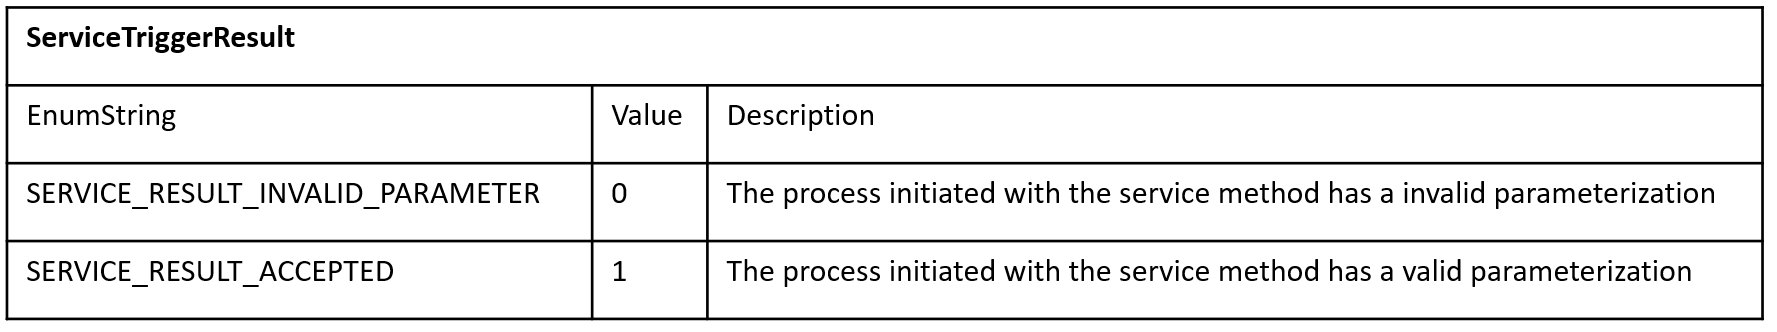 ServiceTriggerResult
EnumString Value Description
SERVICE_RESULT_INVALID_PARAMETER 0 The process initiated with the service method has a invalid parameterization
SERVICE_RESULT_ACCEPTED 1 The process initiated with the service method has a valid parameterization